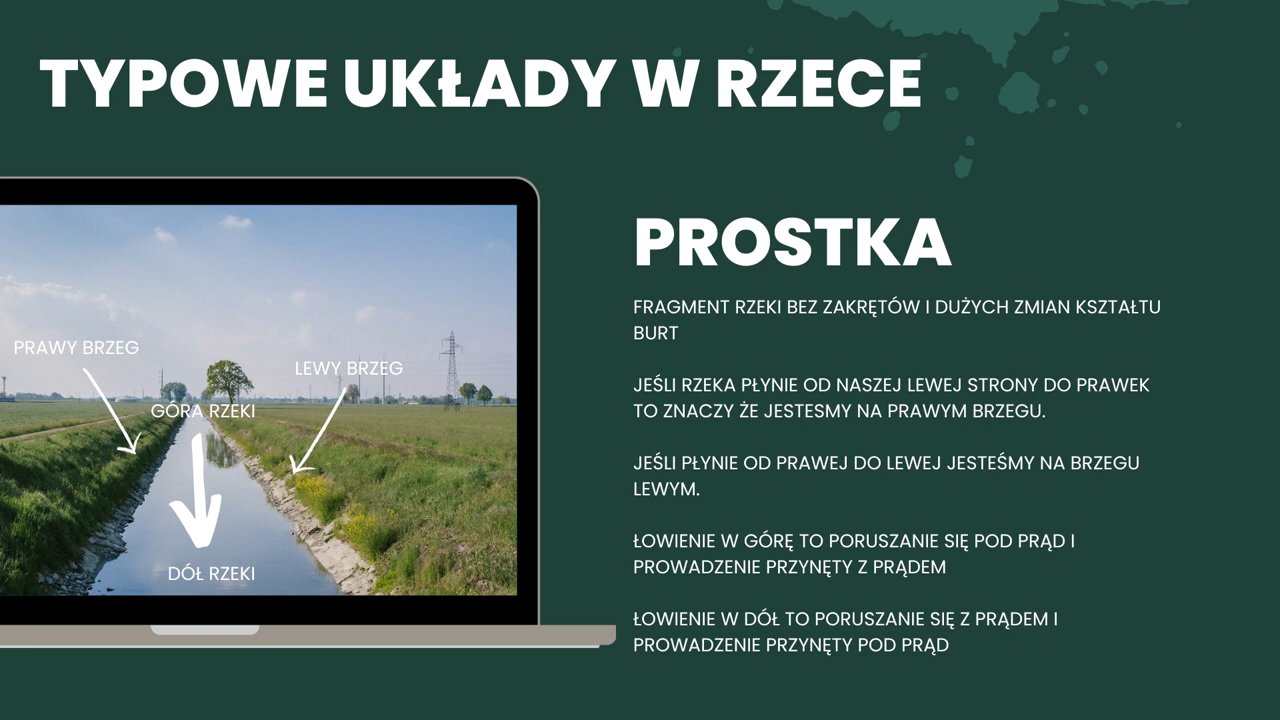 TYPOWE UKŁADY W RZECE
PRAWY BRZEG
LEWY BRZEG
GÓRA RZEKI
DÓŁ RZEKI
PROSTKA
FRAGMENT RZEKI BEZ ZAKRĘTÓW I DUŻYCH ZMIAN KSZTAŁTU
BURT
JEŚLI RZEKA PŁYNIE OD NASZEJ LEWEJ STRONY DO PRAWEK
TO ZNACZY ŻE JESTESMY NA PRAWYM BRZEGU.
JEŚLI PŁYNIE OD PRAWEJ DO LEWEJ JESTEŚMY NA BRZEGU
LEWYM.
ŁOWIENIE W GÓRĘ TO PORUSZANIE SIĘ POD PRĄD I
PROWADZENIE PRZYNĘTY Z PRĄDEM
ŁOWIENIE W DÓŁ TO PORUSZANIE SIĘ Z PRĄDEM I
PROWADZENIE PRZYNĘTY POD PRĄD